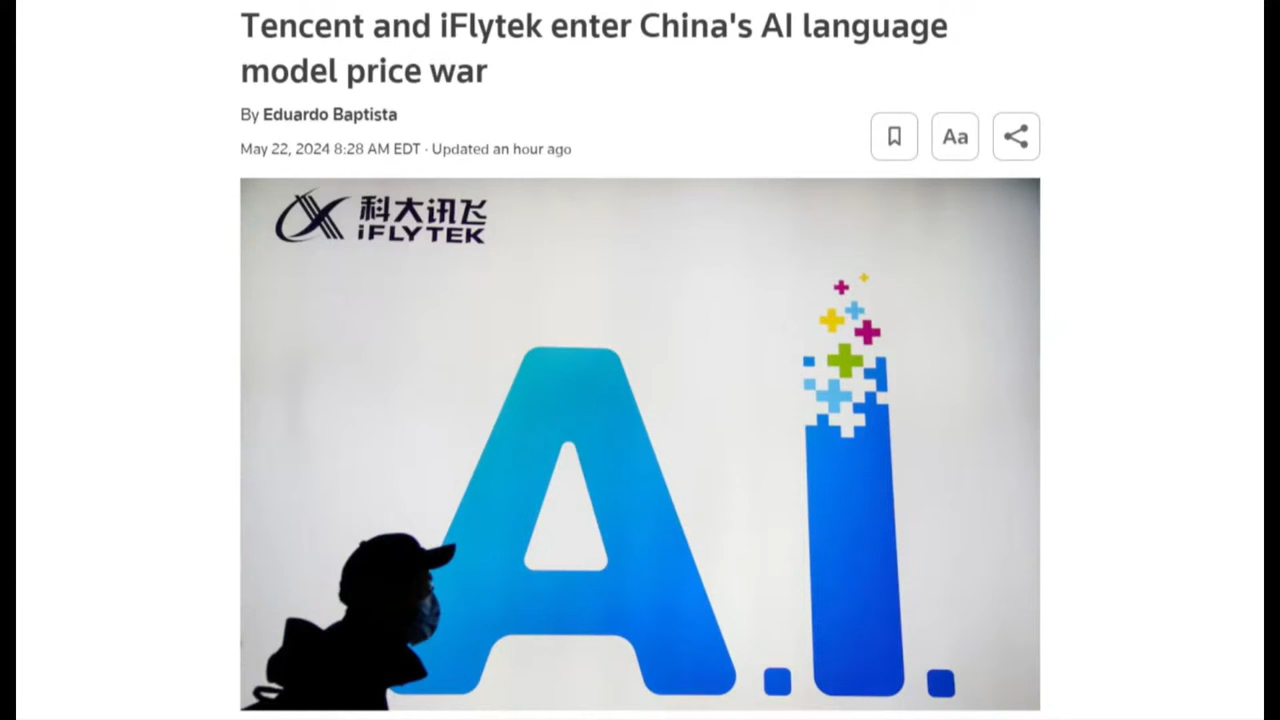 Tencent and iFlytek enter China's AI language
model price war
By Eduardo Baptista
May 22, 2024 8:28 AM EDT · Updated an hour ago
Aa
科大讯飞
iFLYTEK
A.I.